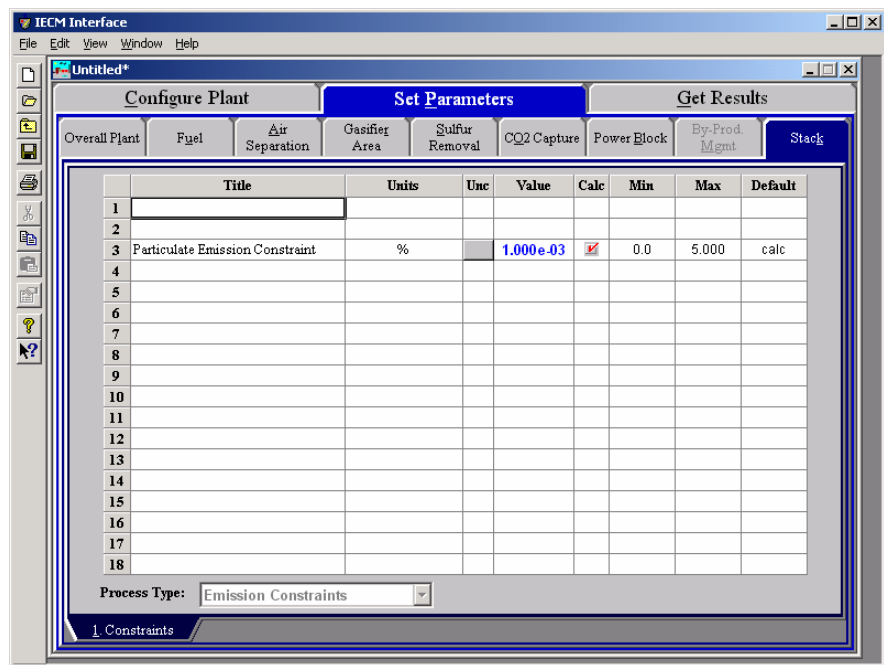 IECM Interface
File Edit View Window Help
Untitled*
Configure Plant Set Parameters Get Results
Overall Plant Fuel Air Separation Gasifier Area Sulfur Removal CO2 Capture Power Block By-Prod. Mgmt Stack
Title Units Unc Value Calc Min Max Default
1
2
3 Particulate Emission Constraint % 1.000e-03 0.0 5.000 calc
4
5
6
7
8
9
10
11
12
13
14
15
16
17
18
Process Type: Emission Constraints
1. Constraints